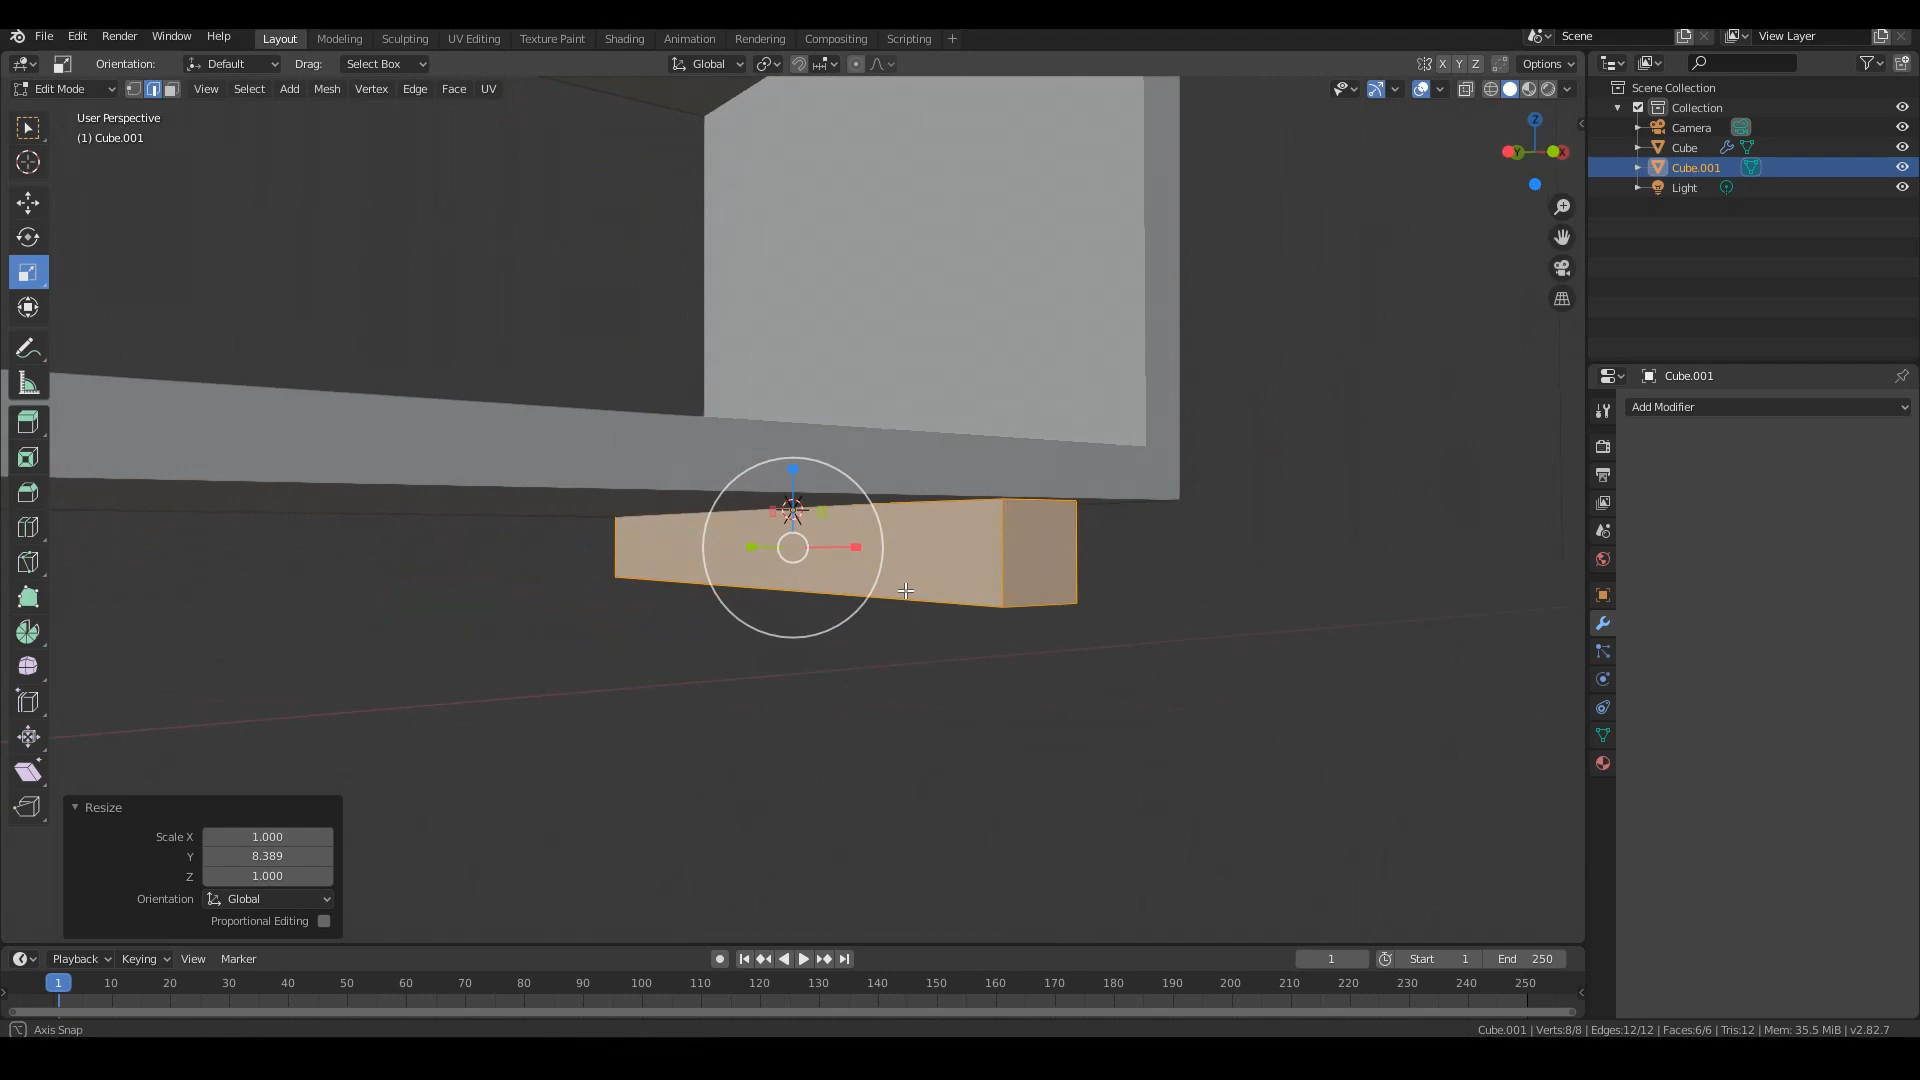 File Edit Render Window Help Layout Modeling Sculpting UV Editing Texture Paint Shading Animation Rendering Compositing Scripting + Scene View Layer
Orientation: Default Drag: Select Box Global X Y Z Options
Edit Mode View Select Add Mesh Vertex Edge Face UV
User Perspective
(1) Cube.001
Z
Y X
Scene Collection
Collection
Camera
Cube
Cube.001
Light
Cube.001
Add Modifier
Resize
Scale X 1.000
Y 8.389
Z 1.000
Orientation Global
Proportional Editing
Playback Keying View Marker 1 Start 1 End 250
1 10 20 30 40 50 60 70 80 90 100 110 120 130 140 150 160 170 180 190 200 210 220 230 240 250
Axis Snap Cube.001 | Verts:8/8 | Edges:12/12 | Faces:6/6 | Tris:12 | Mem: 35.5 MiB | v2.82.7